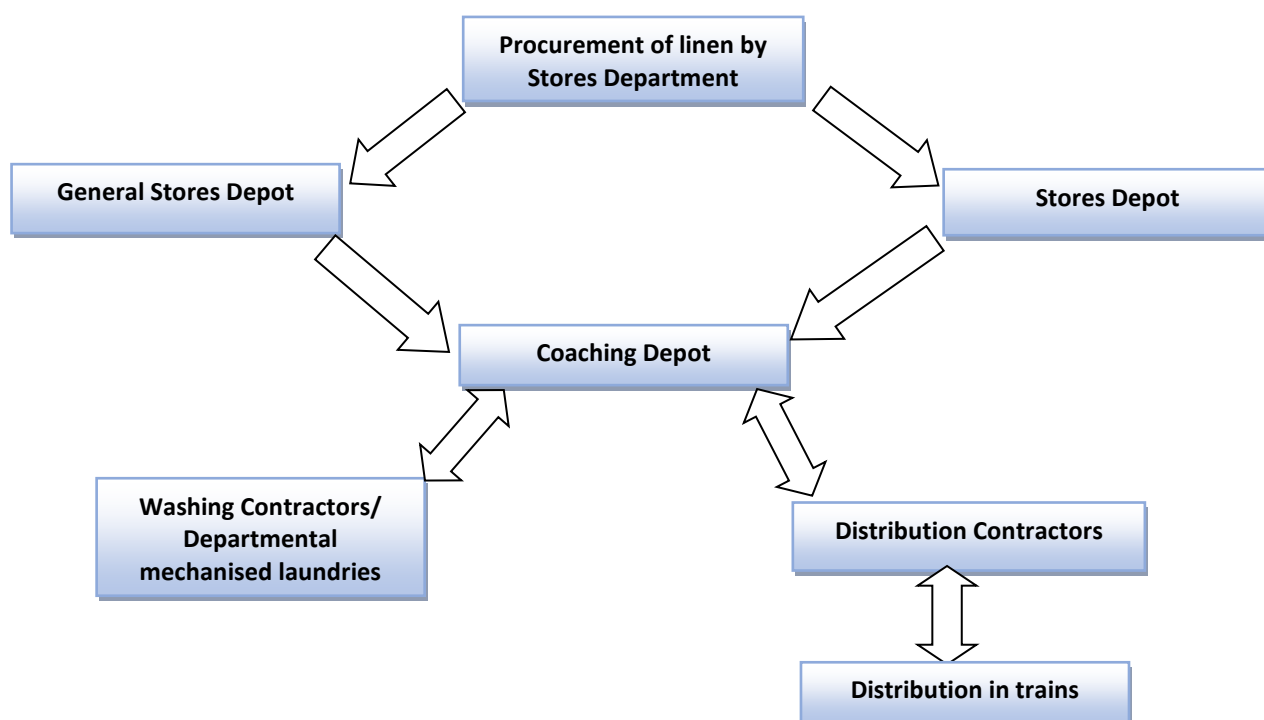 Procurement of linen by
Stores Department
General Stores Depot
Stores Depot
Coaching Depot
Washing Contractors/
Departmental
mechanised laundries
Distribution Contractors
Distribution in trains